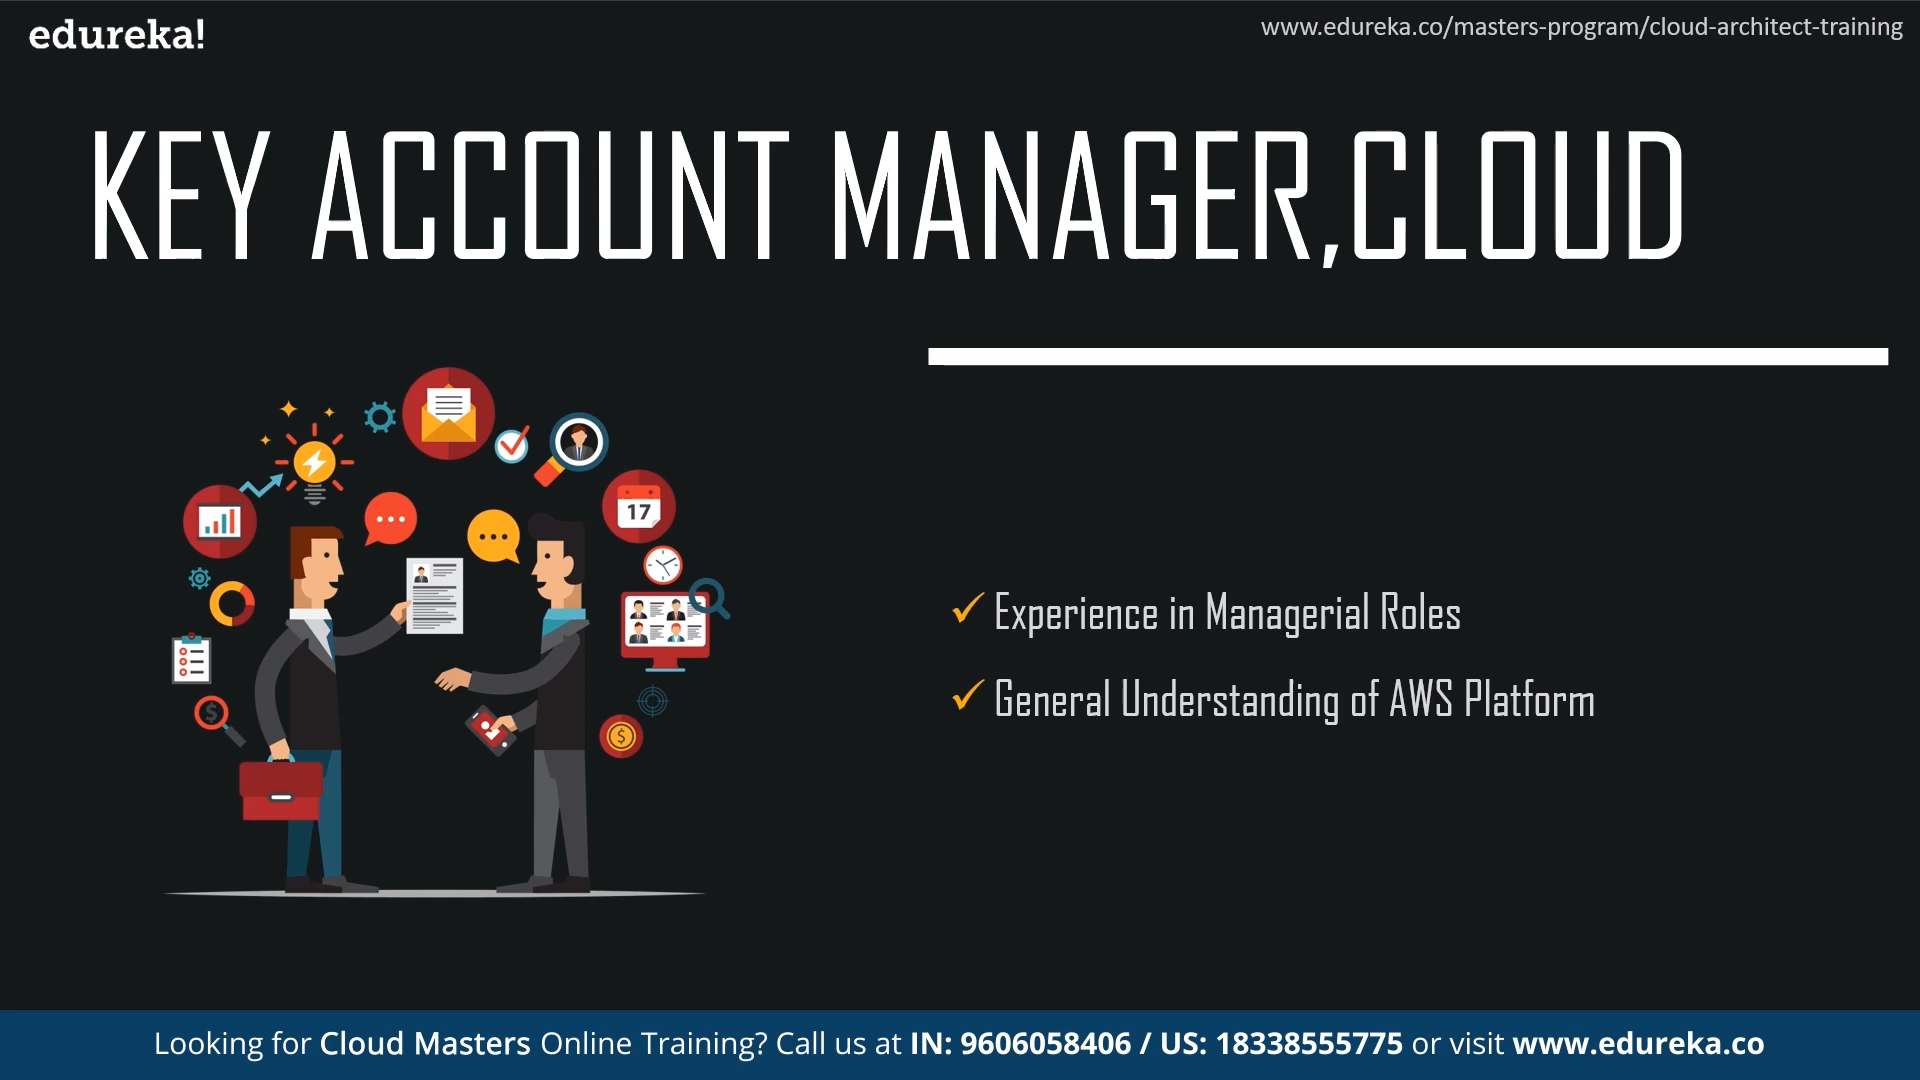 edureka!
www.edureka.co/masters-program/cloud-architect-training
KEY ACCOUNT MANAGER,CLOUD
17
Experience in Managerial Roles
General Understanding of AWS Platform
Looking for Cloud Masters Online Training? Call us at IN: 9606058406 / US: 18338555775 or visit www.edureka.co